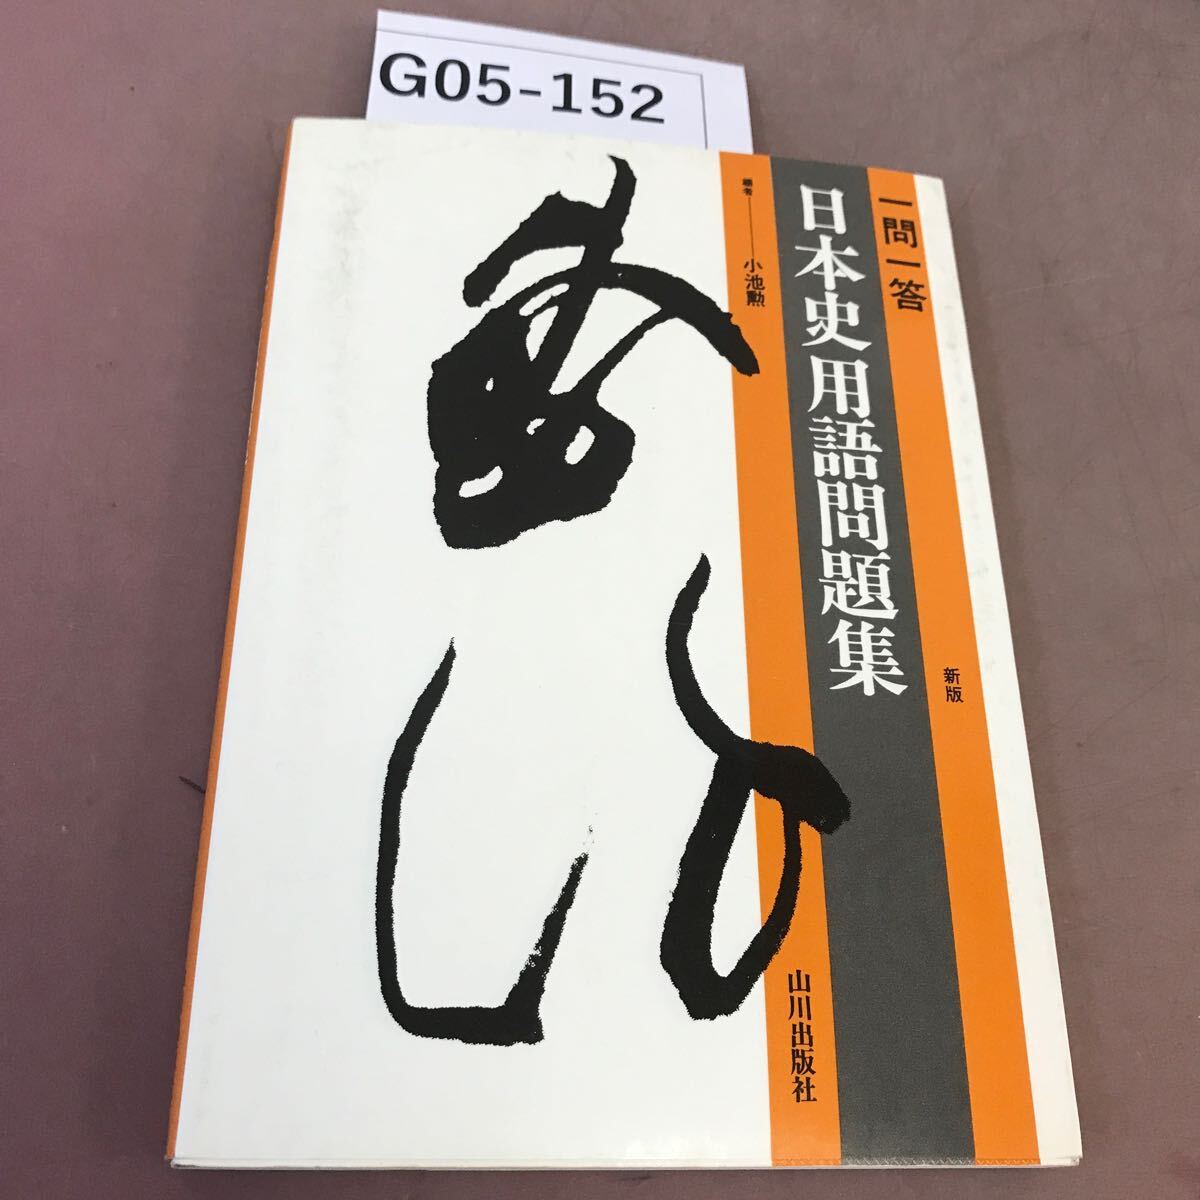 G05-152
一問一答
日本史用語問題集
新版
編者――小池勲
山川出版社